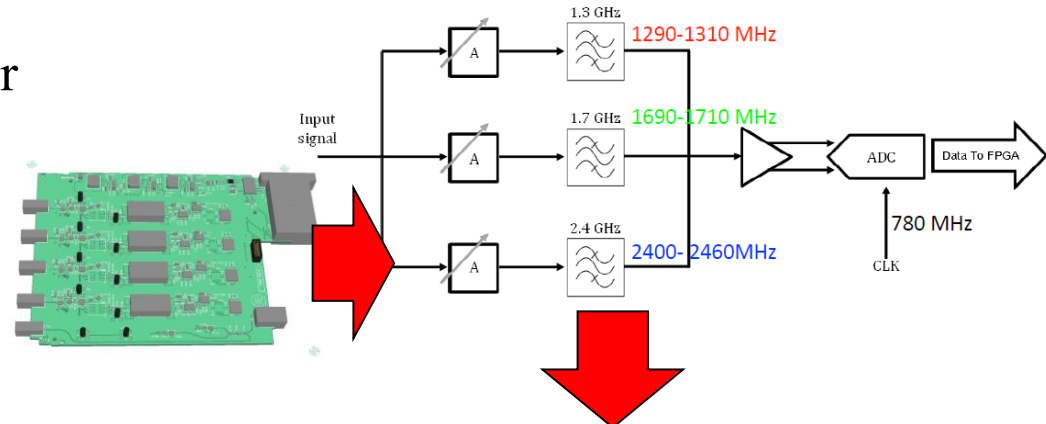 r
Input
signal
A
1.3 GHz
1290-1310 MHz
A
1.7 GHz
1690-1710 MHz
A
2.4 GHz
2400- 2460MHz
ADC
Data To FPGA
780 MHz
CLK